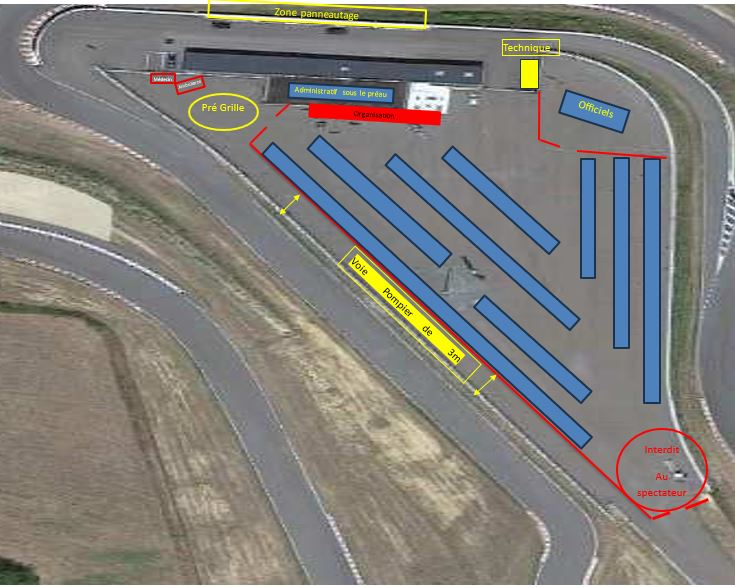 Zone panneautage
Technique
Médecin
Administratif sous le préau
Officiels
Pré Grille
Organisation
Voie Pompier de 3m
Interdit
Au
spectateur